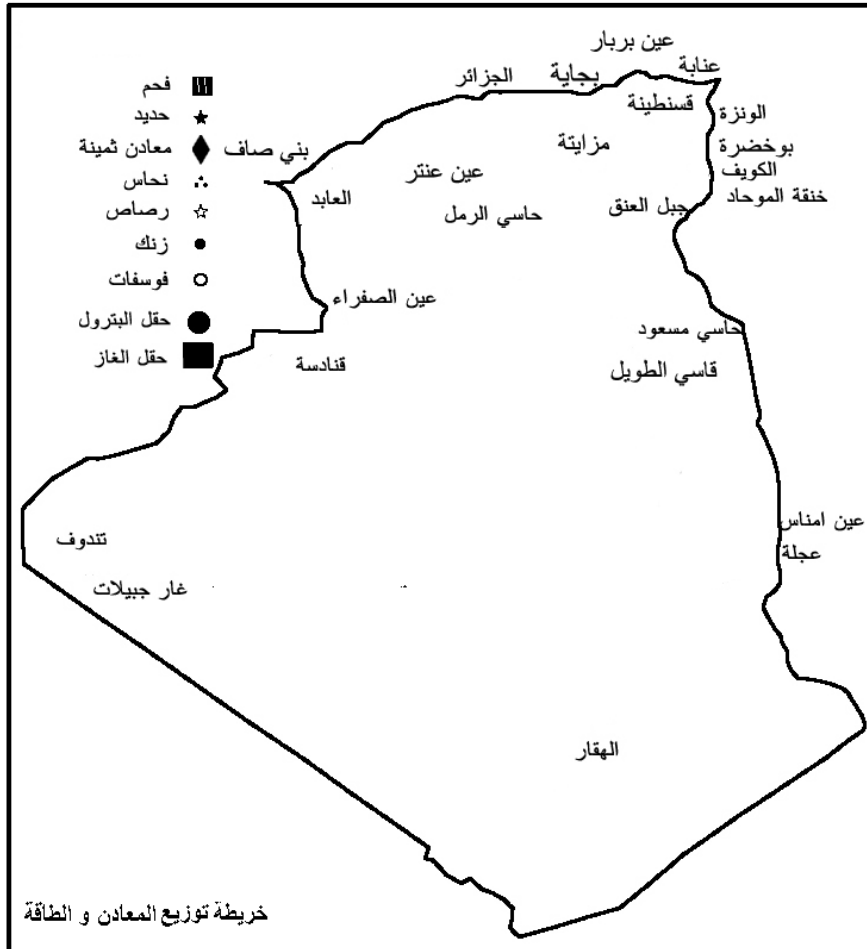 عين بربار
عنابة
بجاية
الجزائر
قسنطينة
الونزة
مزايتة
بوخضرة
الكويف
خنقة الموحاد
جبل العنق
بني صاف
عين عنتر
العابد
حاسي الرمل
عين الصفراء
حاسي مسعود
قاسي الطويل
قنادسة
عين امناس
عجلة
تندوف
غار جبيلات
الهقار
فحم
حديد
معادن ثمينة
نحاس
رصاص
زنك
فوسفات
حقل البترول
حقل الغاز
خريطة توزيع المعادن و الطاقة